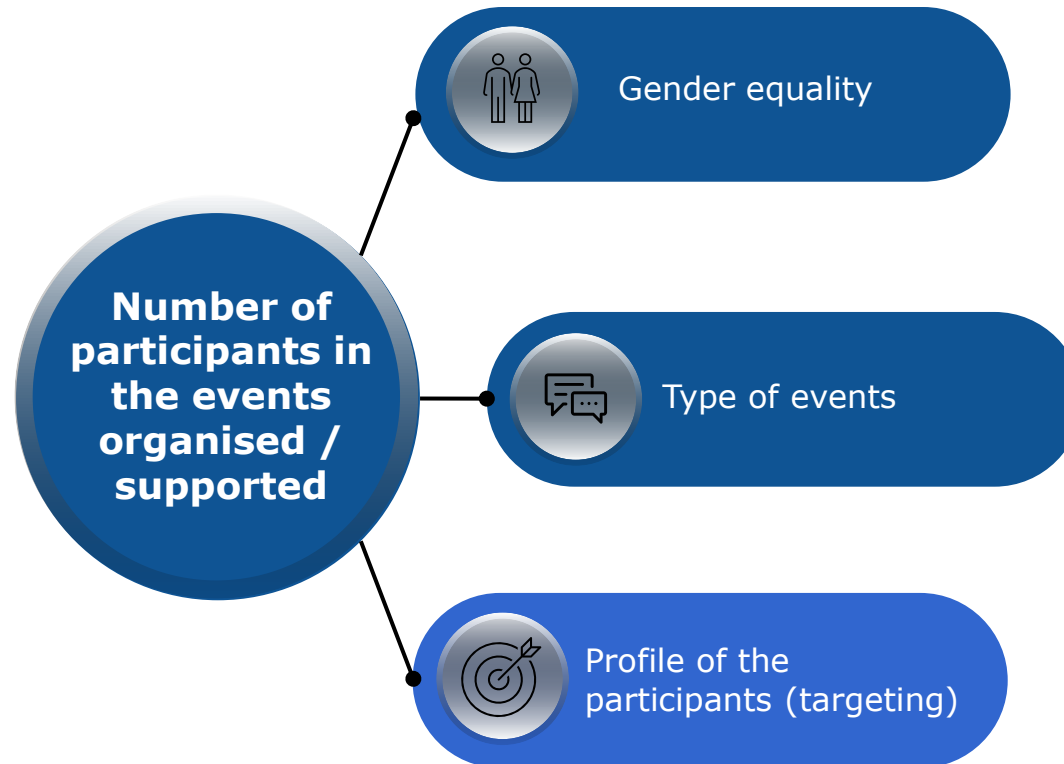 Gender equality
Number of
participants in
the events
organised /
supported
Type of events
Profile of the
participants (targeting)